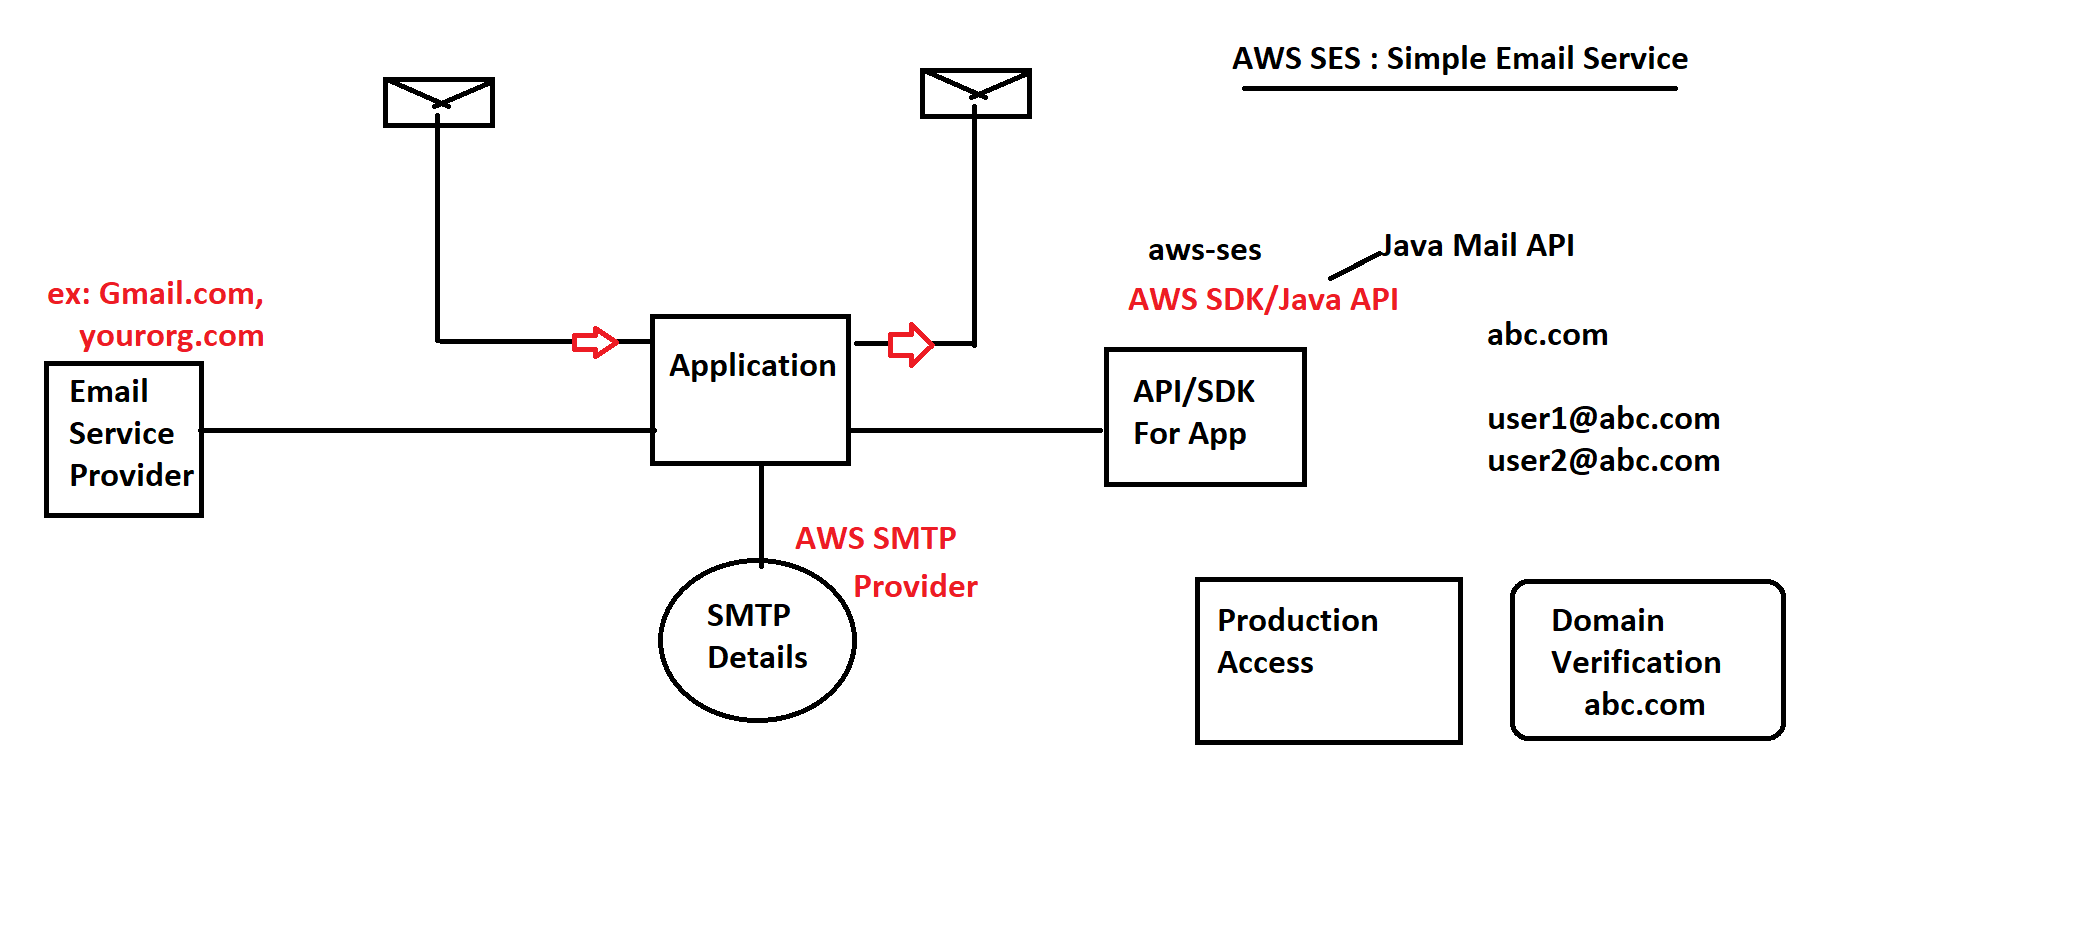 AWS SES : Simple Email Service
aws-ses
Java Mail API
AWS SDK/Java API
ex: Gmail.com,
yourorg.com
abc.com
Application
Email
Service
Provider
API/SDK
For App
user1@abc.com
user2@abc.com
AWS SMTP
Provider
SMTP
Details
Production
Access
Domain
Verification
abc.com